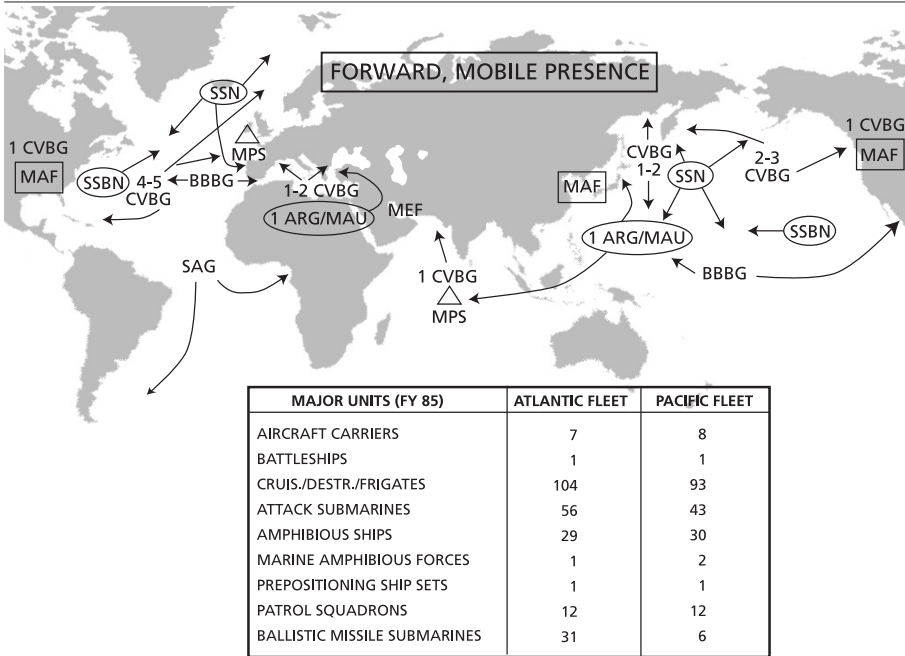 FORWARD, MOBILE PRESENCE
SSN
1 CVBG
MAF
SSBN
4-5
CVBG
BBBG
MPS
1-2 CVBG
1 ARG/MAU
MEF
SAG
1 CVBG
MPS
MAF
CVBG
1-2
SSN
1 ARG/MAU
2-3
CVBG
SSBN
BBBG
1 CVBG
MAF
MAJOR UNITS (FY 85) ATLANTIC FLEET PACIFIC FLEET
AIRCRAFT CARRIERS 7 8
BATTLESHIPS 1 1
CRUIS./DESTR./FRIGATES 104 93
ATTACK SUBMARINES 56 43
AMPHIBIOUS SHIPS 29 30
MARINE AMPHIBIOUS FORCES 1 2
PREPOSITIONING SHIP SETS 1 1
PATROL SQUADRONS 12 12
BALLISTIC MISSILE SUBMARINES 31 6